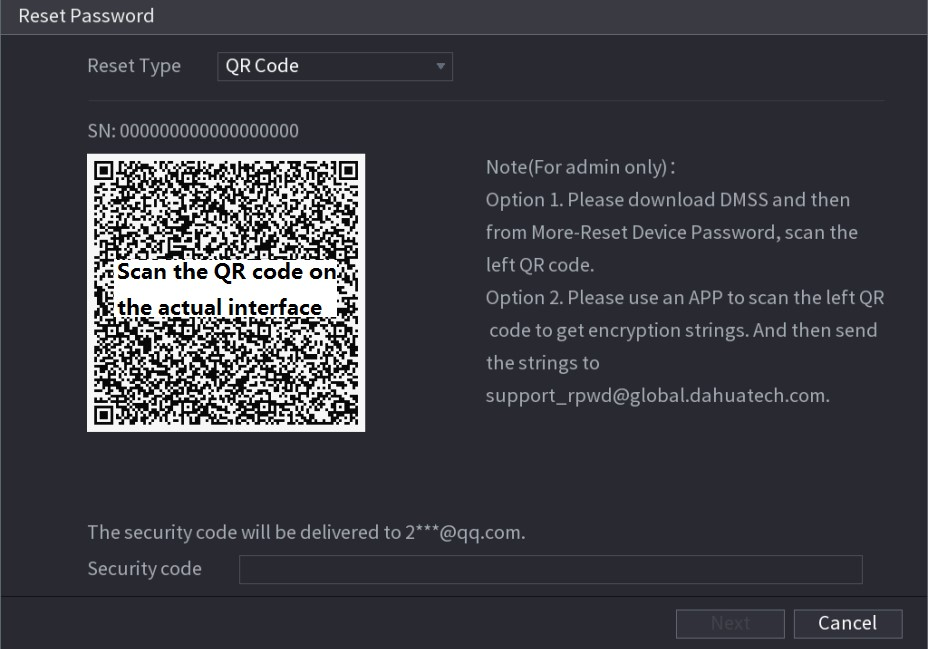 Reset Password
Reset Type
QR Code
SN: 000000000000000000
Scan the QR code on
the actual interface
Note(For admin only)：
Option 1. Please download DMSS and then
from More-Reset Device Password, scan the
left QR code.
Option 2. Please use an APP to scan the left QR
code to get encryption strings. And then send
the strings to
support_rpwd@global.dahuatech.com.
The security code will be delivered to 2***@qq.com.
Security code
Next
Cancel